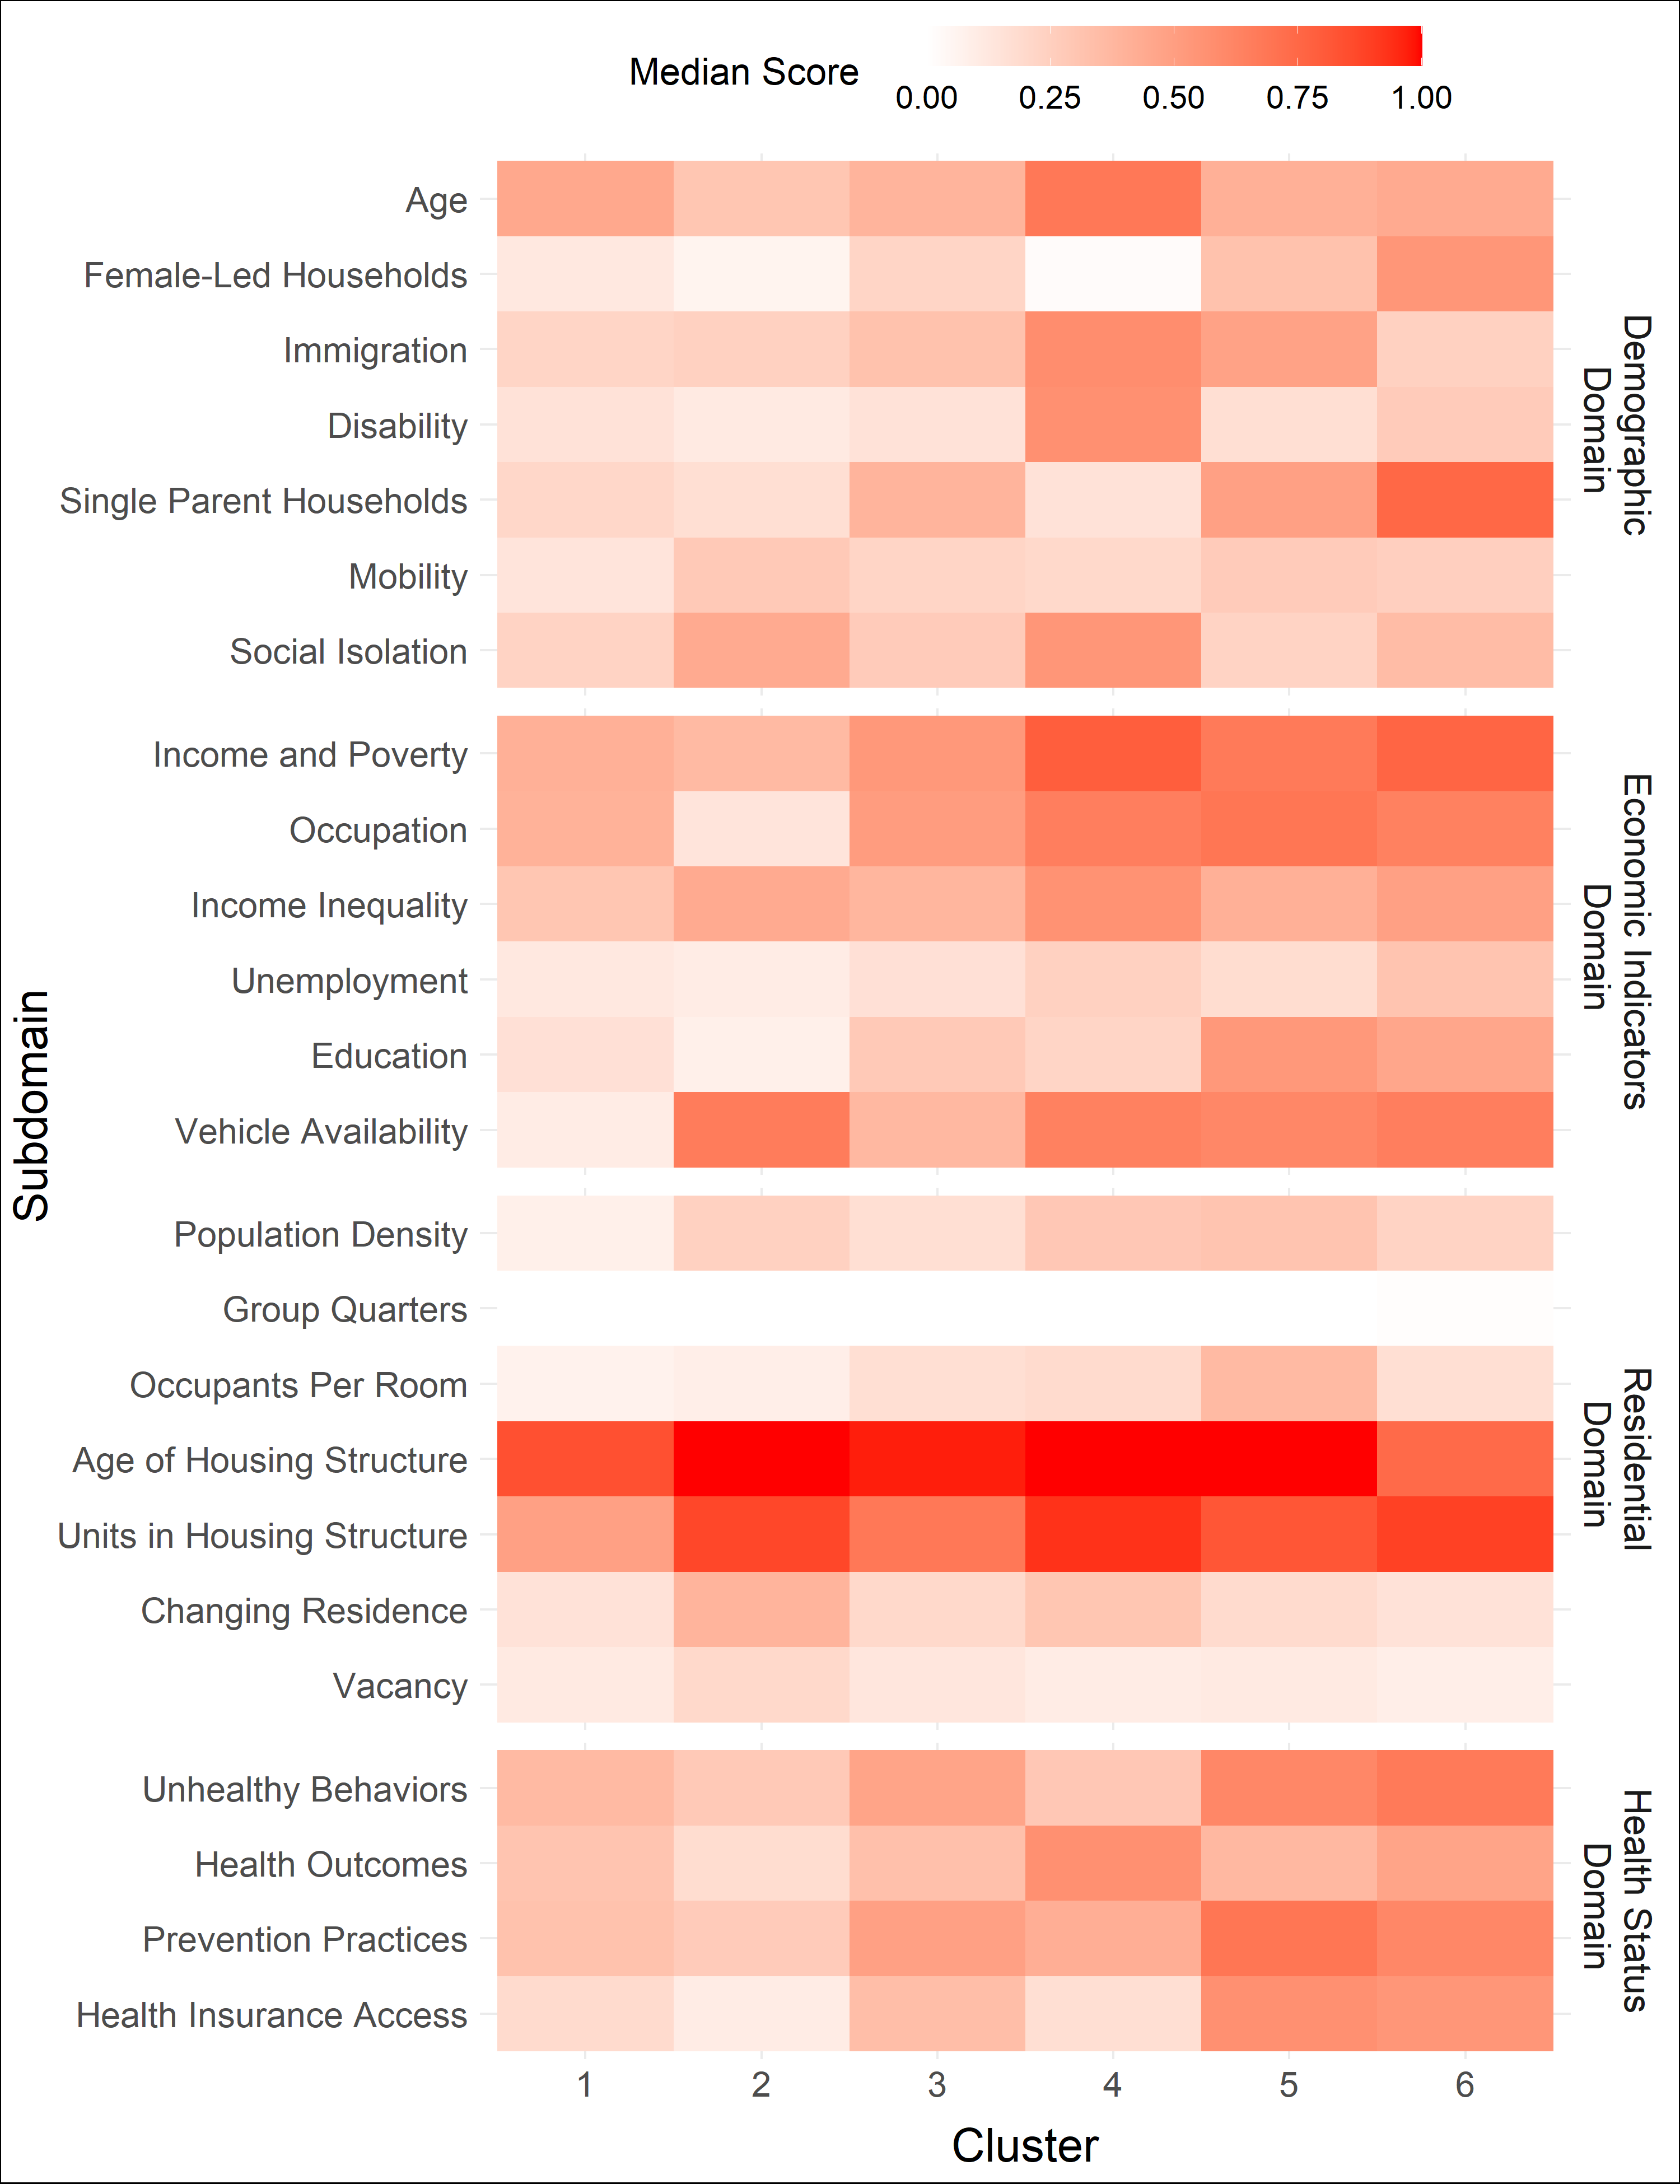 Median Score
0.00 0.25 0.50 0.75 1.00
Subdomain
Age
Female-Led Households
Immigration
Disability
Single Parent Households
Mobility
Social Isolation
Demographic
Domain
Income and Poverty
Occupation
Income Inequality
Unemployment
Education
Vehicle Availability
Economic Indicators
Domain
Population Density
Group Quarters
Occupants Per Room
Age of Housing Structure
Units in Housing Structure
Changing Residence
Vacancy
Residential
Domain
Unhealthy Behaviors
Health Outcomes
Prevention Practices
Health Insurance Access
Health Status
Domain
1 2 3 4 5 6
Cluster